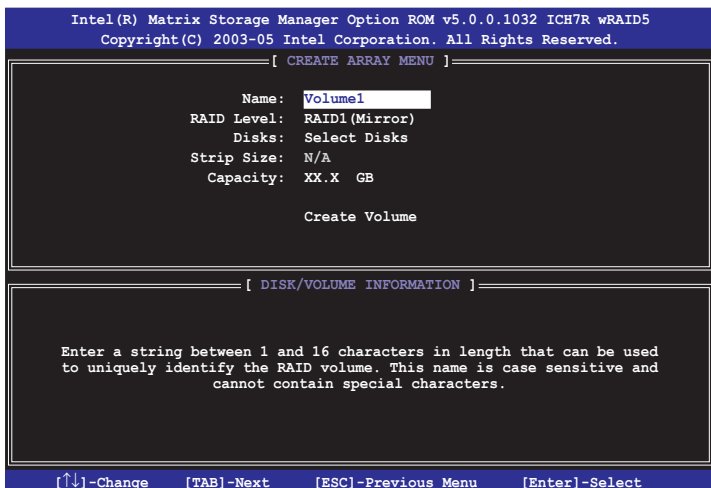 Intel(R) Matrix Storage Manager Option ROM v5.0.0.1032 ICH7R wRAID5
Copyright(C) 2003-05 Intel Corporation. All Rights Reserved.
[ CREATE ARRAY MENU ]
Name: Volume1
RAID Level: RAID1(Mirror)
Disks: Select Disks
Strip Size: N/A
Capacity: XX.X GB
Create Volume
[ DISK/VOLUME INFORMATION ]
Enter a string between 1 and 16 characters in length that can be used
to uniquely identify the RAID volume. This name is case sensitive and
cannot contain special characters.
[↑↓]-Change [TAB]-Next [ESC]-Previous Menu [Enter]-Select